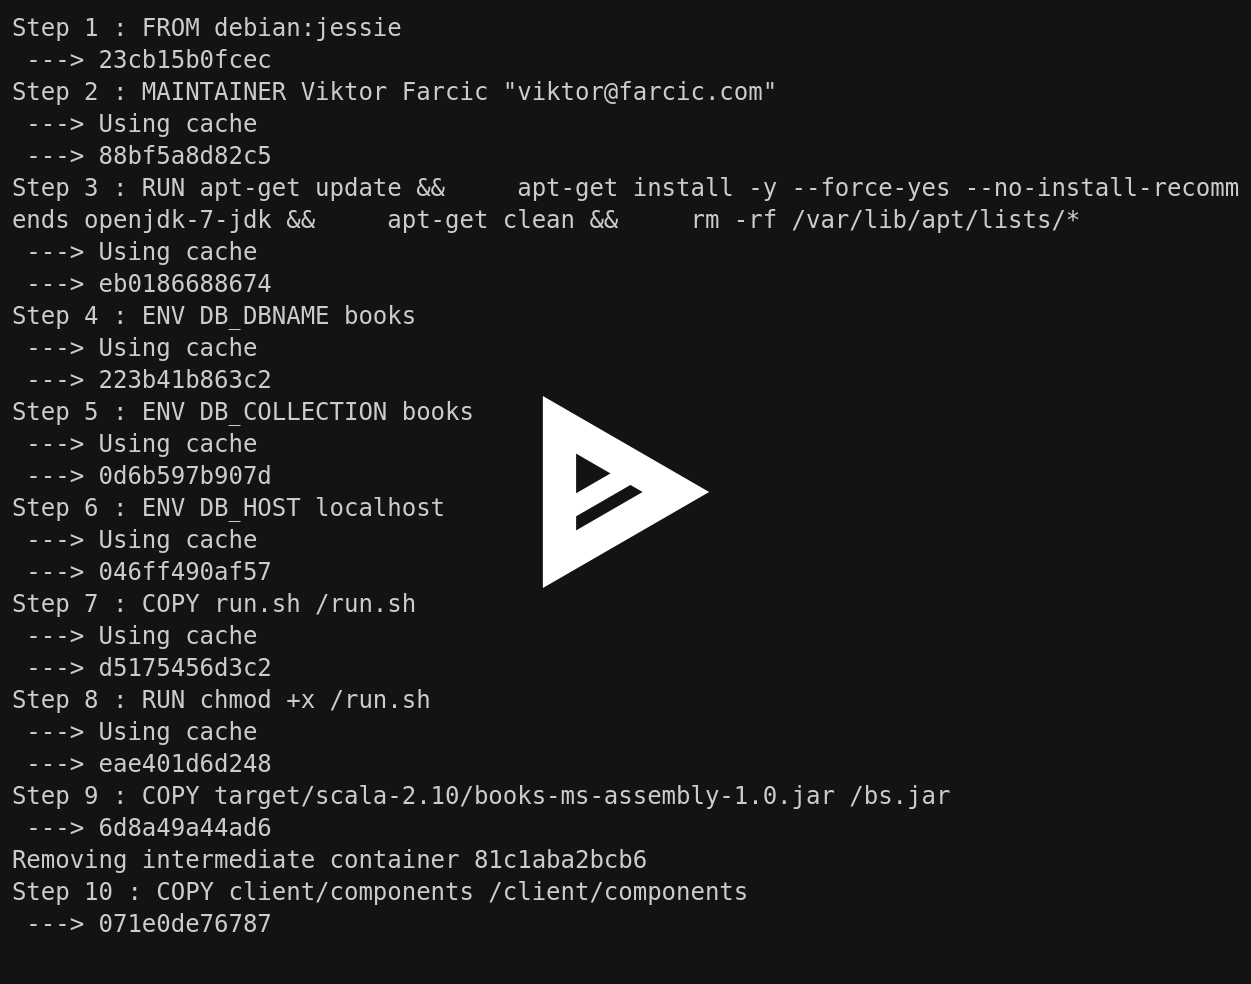 Step 1 : FROM debian:jessie
 ---> 23cb15b0fcec
Step 2 : MAINTAINER Viktor Farcic "viktor@farcic.com"
 ---> Using cache
 ---> 88bf5a8d82c5
Step 3 : RUN apt-get update &&     apt-get install -y --force-yes --no-install-recomm
ends openjdk-7-jdk &&     apt-get clean &&     rm -rf /var/lib/apt/lists/*
 ---> Using cache
 ---> eb0186688674
Step 4 : ENV DB_DBNAME books
 ---> Using cache
 ---> 223b41b863c2
Step 5 : ENV DB_COLLECTION books
 ---> Using cache
 ---> 0d6b597b907d
Step 6 : ENV DB_HOST localhost
 ---> Using cache
 ---> 046ff490af57
Step 7 : COPY run.sh /run.sh
 ---> Using cache
 ---> d5175456d3c2
Step 8 : RUN chmod +x /run.sh
 ---> Using cache
 ---> eae401d6d248
Step 9 : COPY target/scala-2.10/books-ms-assembly-1.0.jar /bs.jar
 ---> 6d8a49a44ad6
Removing intermediate container 81c1aba2bcb6
Step 10 : COPY client/components /client/components
 ---> 071e0de76787